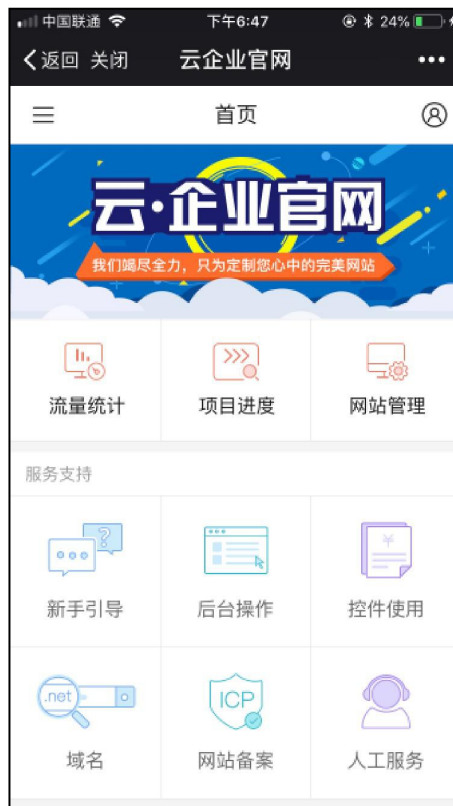 中国联通 下午6:47 24%
返回 关闭 云企业官网
首页
云·企业官网
我们竭尽全力，只为定制您心中的完美网站
流量统计 项目进度 网站管理
服务支持
? ¥
新手引导 后台操作 控件使用
.net ICP
域名 网站备案 人工服务